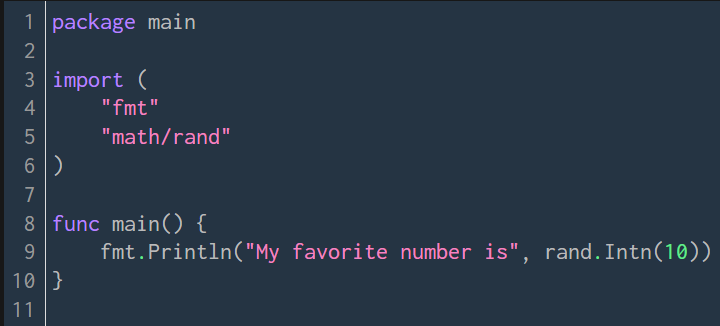 1 package main
2
3 import (
4     "fmt"
5     "math/rand"
6 )
7
8 func main() {
9     fmt.Println("My favorite number is", rand.Intn(10))
10 }
11